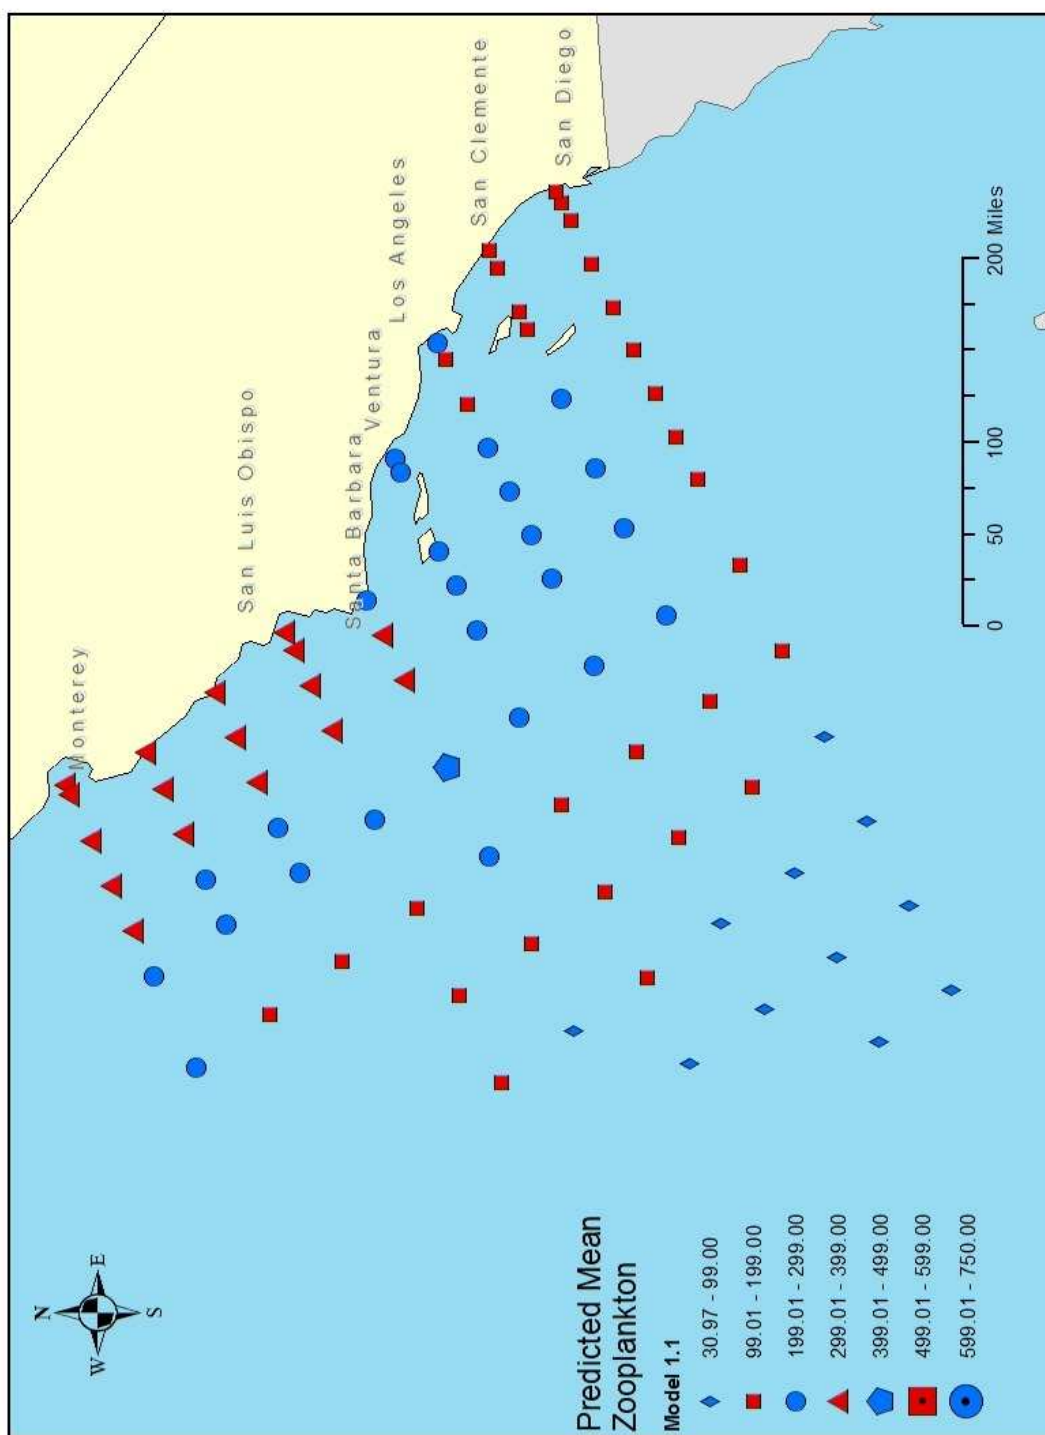 Monterey
San Luis Obispo
Santa Barbara
Ventura
Los Angeles
San Clemente
San Diego
N
W
E
S
Predicted Mean
Zooplankton
Model 1.1
30.97 - 99.00
99.01 - 199.00
199.01 - 299.00
299.01 - 399.00
399.01 - 499.00
499.01 - 599.00
599.01 - 750.00
0 50 100 200 Miles